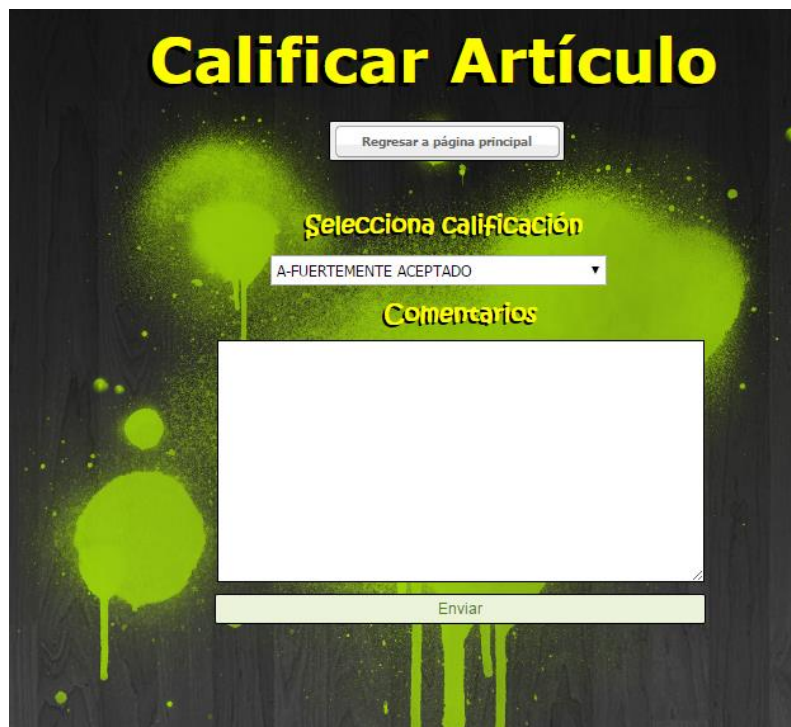 Calificar Artículo
Regresar a página principal
Selecciona calificación
A-FUERTEMENTE ACEPTADO
Comentarios
Enviar